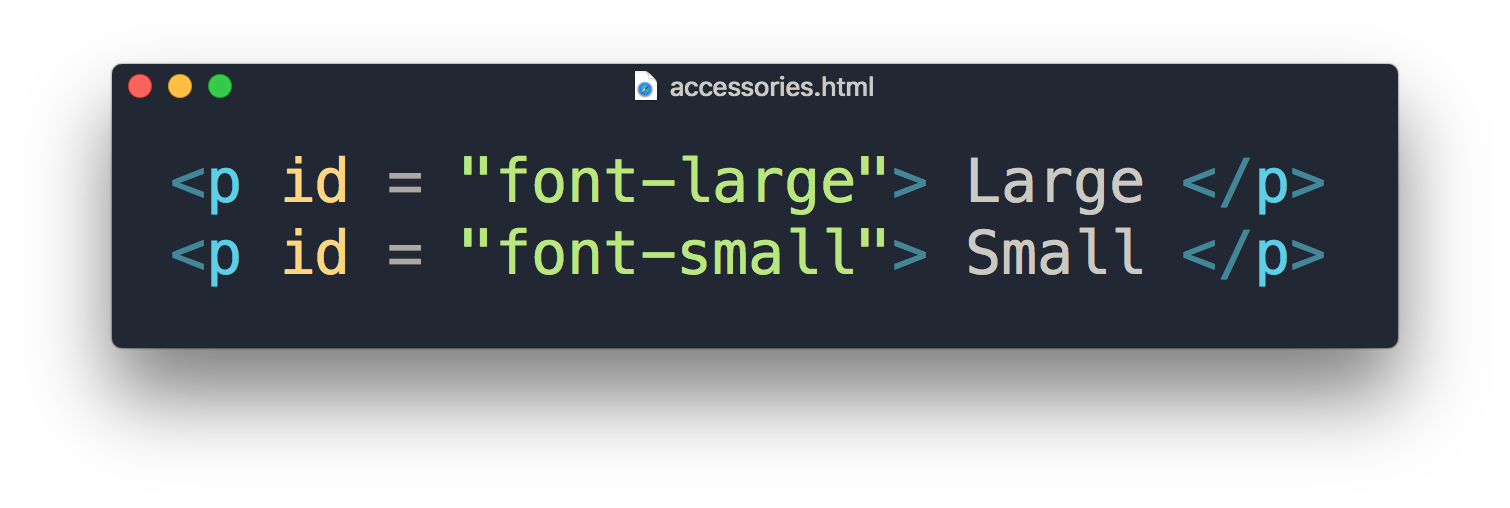 accessories.html
<p id = "font-large"> Large </p>
<p id = "font-small"> Small </p>